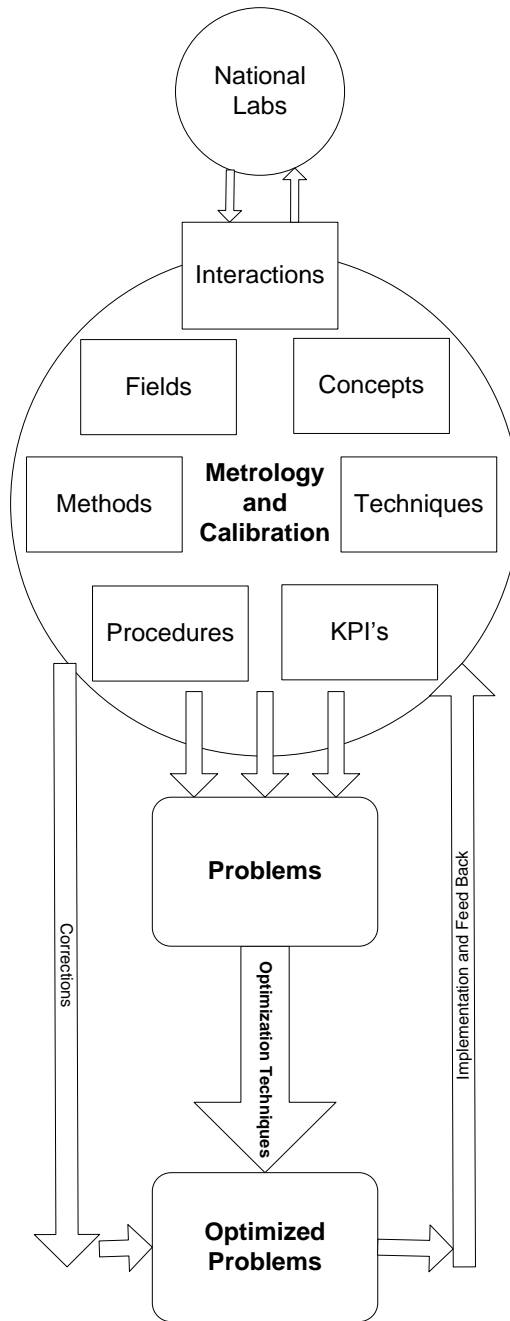 National
Labs
Interactions
Fields
Concepts
Methods
Metrology
and
Calibration
Techniques
Procedures
KPI's
Problems
Corrections
Optimization Techniques
Implementation and Feed Back
Optimized
Problems